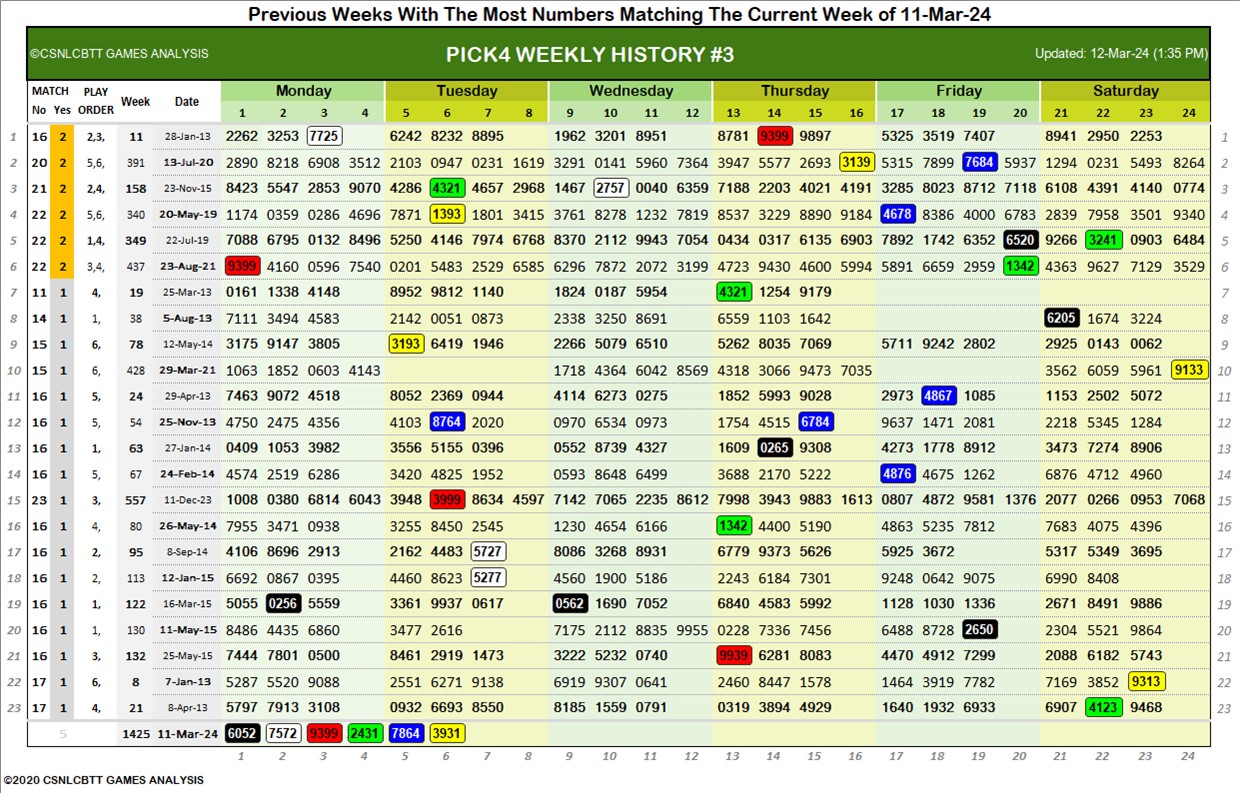 Previous Weeks With The Most Numbers Matching The Current Week of 11-Mar-24
©CSNLCBTT GAMES ANALYSIS PICK4 WEEKLY HISTORY #3 Updated: 12-Mar-24 (1:35 PM)
MATCH PLAY Week Date Monday Tuesday Wednesday Thursday Friday Saturday
No Yes ORDER 1 2 3 4 5 6 7 8 9 10 11 12 13 14 15 16 17 18 19 20 21 22 23 24
1 16 2 2,3, 11 28-Jan-13 2262 3253 7725 6242 8232 8895 1962 3201 8951 8781 9399 9897 5325 3519 7407 8941 2950 2253 1
2 20 2 5,6, 391 13-Jul-20 2890 8218 6908 3512 2103 0947 0231 1619 3291 0141 5960 7364 3947 5577 2693 3139 5315 7899 7684 5937 1294 0231 5493 8264 2
3 21 2 2,4, 158 23-Nov-15 8423 5547 2853 9070 4286 4321 4657 2968 1467 2757 0040 6359 7188 2203 4021 4191 3285 8023 8712 7118 6108 4391 4140 0774 3
4 22 2 5,6, 340 20-May-19 1174 0359 0286 4696 7871 1393 1801 3415 3761 8278 1232 7819 8537 3229 8890 9184 4678 8386 4000 6783 2839 7958 3501 9340 4
5 22 2 1,4, 349 22-Jul-19 7088 6795 0132 8496 5250 4146 7974 6768 8370 2112 9943 7054 0434 0317 6135 6903 7892 1742 6352 6520 9266 3241 0903 6484 5
6 22 2 3,4, 437 23-Aug-21 9399 4160 6596 7540 0201 5483 2529 6585 6296 7872 2072 3199 4723 9430 4600 5994 5891 6659 2959 1342 4363 9627 7129 3529 6
7 11 1 4, 19 25-Mar-13 0161 1338 4148 8952 9812 1140 1824 0187 5954 4321 1254 9179 7
8 14 1 1, 38 5-Aug-13 7111 3494 4583 2142 0051 0873 2338 3250 8691 6559 1103 1642 6205 1674 3224 8
9 15 1 6, 78 12-May-14 3175 9147 3805 3193 6419 1946 2266 5079 6510 5262 8035 7069 5711 9242 2802 2925 0143 0062 9
10 15 1 6, 428 29-Mar-21 1063 1852 0603 4143 1718 4364 6042 8569 4318 3066 9473 7035 3562 6059 5961 9133 10
11 16 1 5, 24 29-Apr-13 7463 9072 4518 8052 2369 0944 4114 6273 0275 1852 5993 9028 2973 4867 1085 1153 2502 5072 11
12 16 1 5, 54 25-Nov-13 4750 2475 4356 4103 8764 2020 0970 6534 0973 1754 4515 6784 9637 1471 2081 2218 5345 1284 12
13 16 1 1, 63 27-Jan-14 0409 1053 3982 3556 5155 0396 0552 8739 4327 1609 0265 9308 4273 1778 8912 3473 7274 8906 13
14 16 1 5, 67 24-Feb-14 4574 2519 6286 3420 4825 1952 0593 8648 6499 3688 2170 5222 4876 4675 1262 6876 4712 4960 14
15 23 1 3, 557 11-Dec-23 1008 0380 6814 6043 3948 3999 8634 4597 7142 7065 2235 8612 7998 3943 9883 1613 0807 4872 9581 1376 2077 0266 0953 7068 15
16 16 1 4, 80 26-May-14 7955 3471 0938 3255 8450 2545 1230 4654 6166 1342 4400 5190 4863 5235 7812 7683 4075 4396 16
17 16 1 2, 95 8-Sep-14 4106 8696 2913 2162 4483 5727 8086 3268 8931 6779 9373 5626 5925 3672 5317 5349 3695 17
18 16 1 2, 113 12-Jan-15 6692 0867 0395 4460 8623 5277 4560 1900 5186 2243 6184 7301 9248 0642 9075 6990 8408 18
19 16 1 1, 122 16-Mar-15 5055 0256 5559 3361 9937 0617 0562 1690 7052 6840 4583 5992 1128 1030 1336 2671 8491 9886 19
20 16 1 1, 130 11-May-15 8486 4435 6860 3477 2616 7175 2112 8835 9955 0228 7336 7456 6488 8728 2650 2304 5521 9864 20
21 16 1 3, 132 25-May-15 7444 7801 0500 8461 2919 1473 3222 5232 0740 9939 6281 8083 4470 4912 7299 2088 6182 5743 21
22 17 1 6, 8 7-Jan-13 5287 5520 9088 2551 6271 9138 6919 9307 0641 2460 8447 1578 1464 3919 7782 7169 3852 9313 22
23 17 1 4, 21 8-Apr-13 5797 7913 3108 0932 6693 8550 8185 1559 0791 0319 3894 4929 1640 1932 6933 6907 4123 9468 23
5 1425 11-Mar-24 6052 7572 9399 2431 7864 3931
1 2 3 4 5 6 7 8 9 10 11 12 13 14 15 16 17 18 19 20 21 22 23 24
©2020 CSNLCBTT GAMES ANALYSIS